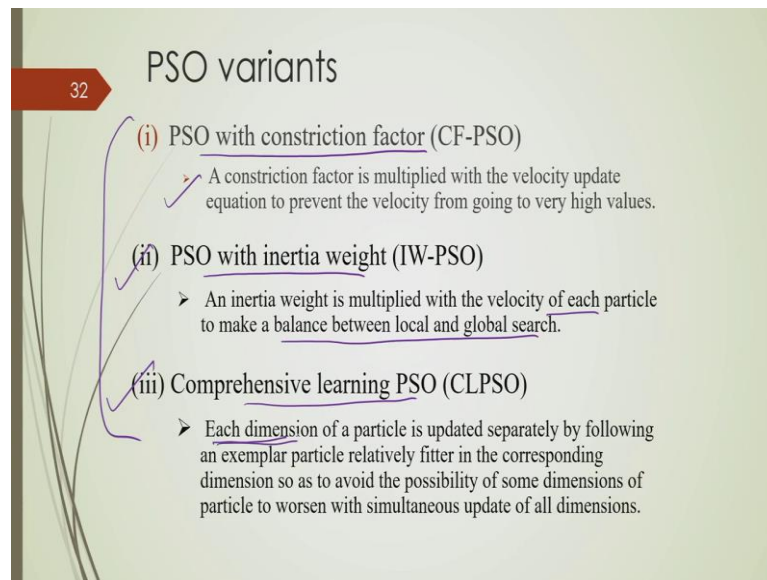 32
PSO variants
(i) PSO with constriction factor (CF-PSO)
➤ A constriction factor is multiplied with the velocity update
equation to prevent the velocity from going to very high values.
(ii) PSO with inertia weight (IW-PSO)
➤ An inertia weight is multiplied with the velocity of each particle
to make a balance between local and global search.
(iii) Comprehensive learning PSO (CLPSO)
➤ Each dimension of a particle is updated separately by following
an exemplar particle relatively fitter in the corresponding
dimension so as to avoid the possibility of some dimensions of
particle to worsen with simultaneous update of all dimensions.